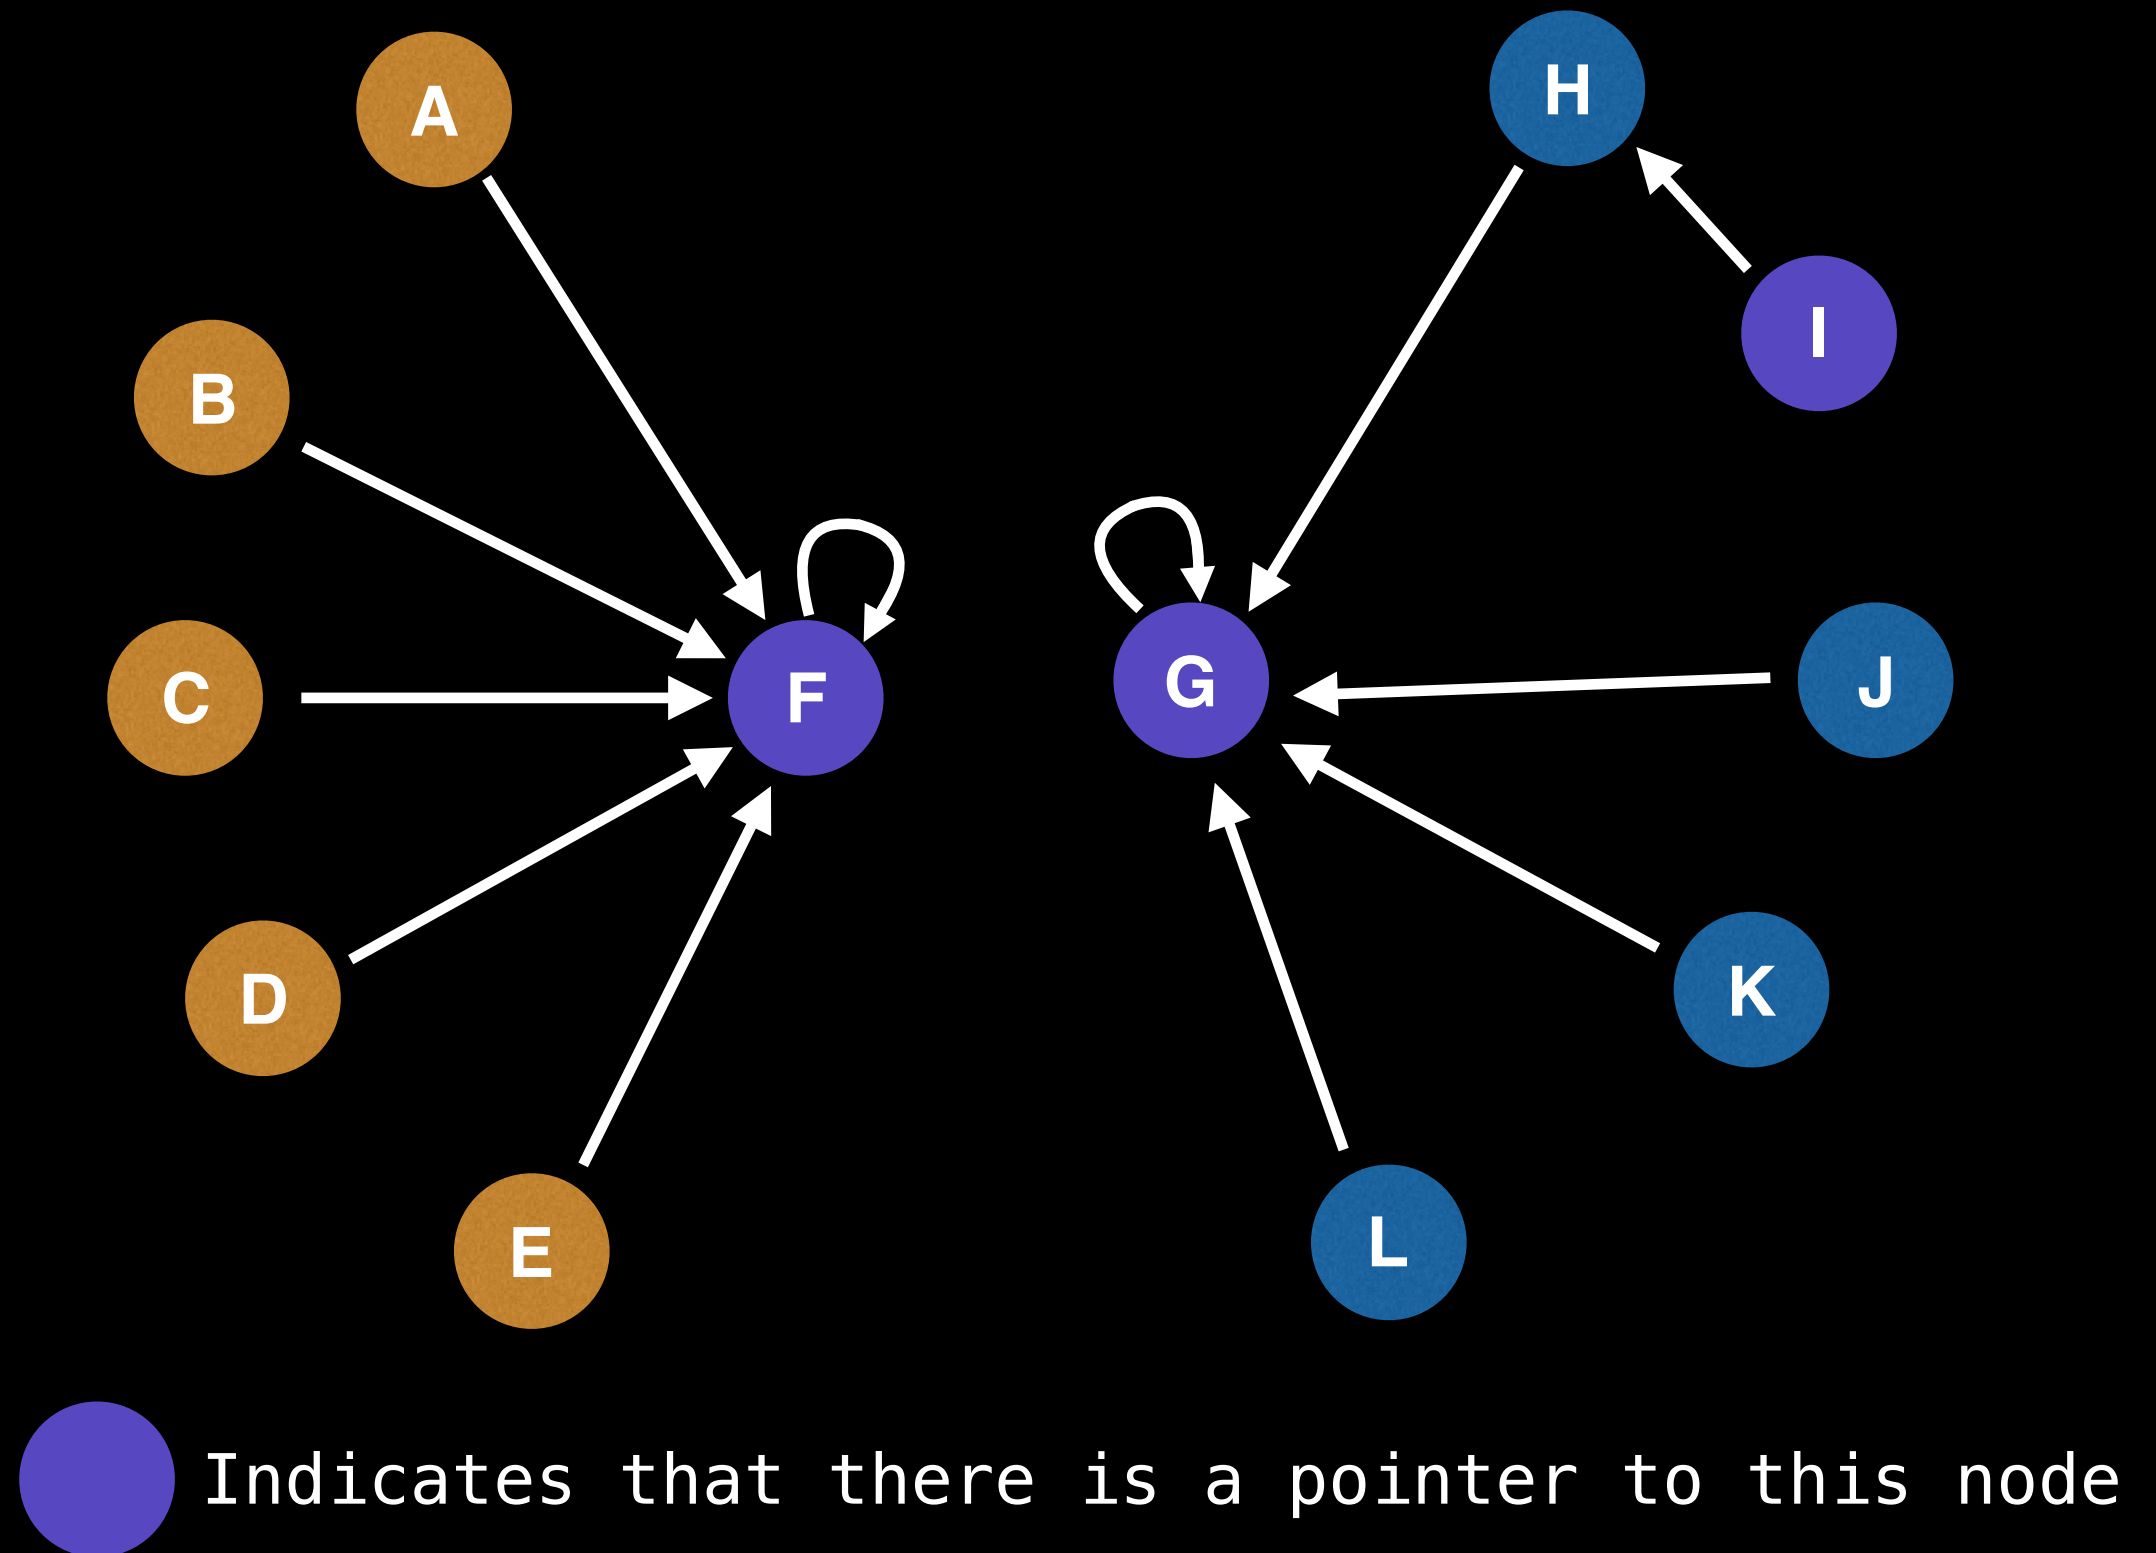 A
H
I
B
F
G
C
J
D
K
E
L
Indicates that there is a pointer to this node